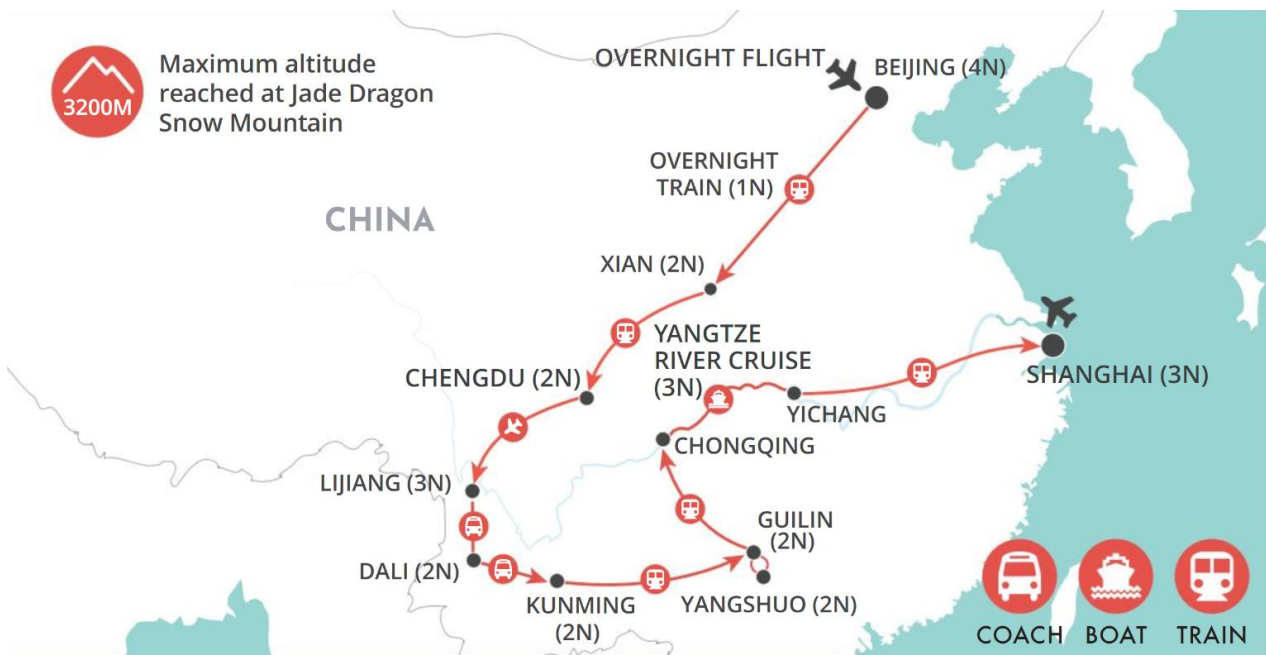 3200M
Maximum altitude
reached at Jade Dragon
Snow Mountain
OVERNIGHT FLIGHT
BEIJING (4N)
OVERNIGHT
TRAIN (1N)
CHINA
XIAN (2N)
YANGTZE
RIVER CRUISE
(3N)
SHANGHAI (3N)
CHENGDU (2N)
YICHANG
CHONGQING
LIJIANG (3N)
GUILIN
(2N)
DALI (2N)
KUNMING
(2N)
YANGSHUO (2N)
COACH
BOAT
TRAIN